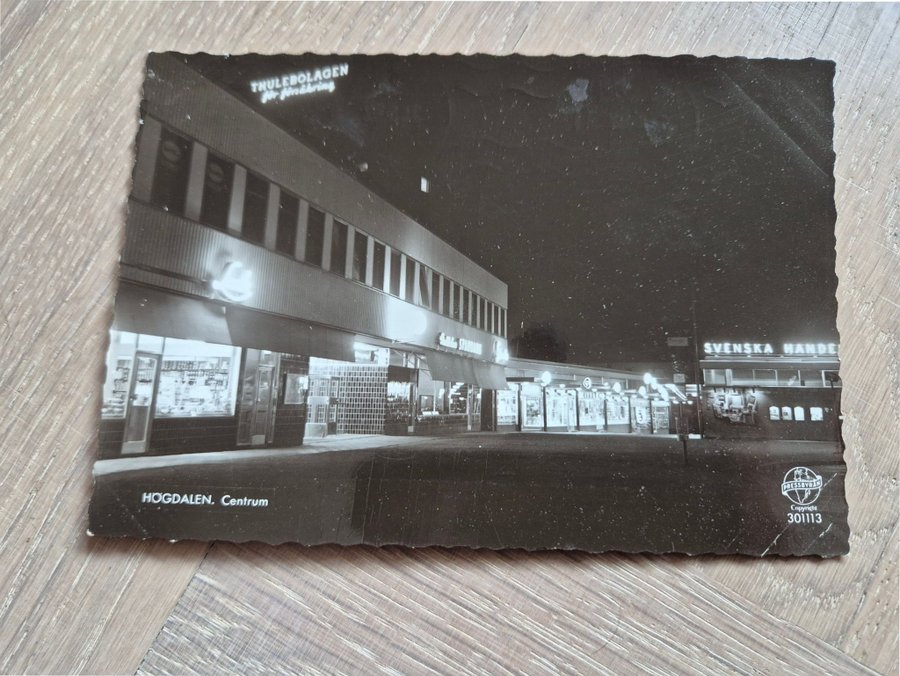 THULEBOLAGEN
för försäkring
SVENSKA HANDE
HÖGDALEN. Centrum
PRESSBYRÅN
Copyright
301113